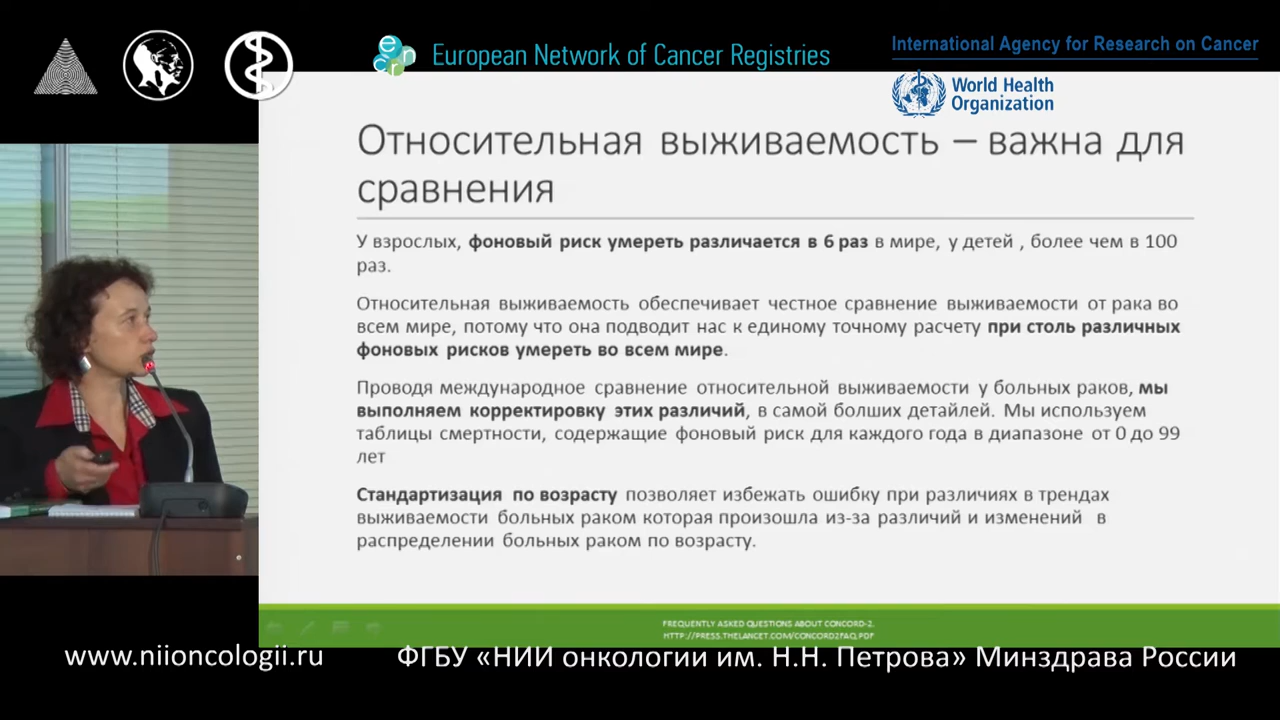 European Network of Cancer Registries
International Agency for Research on Cancer
World Health
Organization
Относительная выживаемость – важна для
сравнения
У взрослых, фоновый риск умереть различается в 6 раз в мире, у детей , более чем в 100
раз.
Относительная выживаемость обеспечивает честное сравнение выживаемости от рака во
всем мире, потому что она подводит нас к единому точному расчету при столь различных
фоновых рисков умереть во всем мире.
Проводя международное сравнение относительной выживаемости у больных раков, мы
выполняем корректировку этих различий, в самой болших детайлей. Мы используем
таблицы смертности, содержащие фоновый риск для каждого года в диапазоне от 0 до 99
лет
Стандартизация по возрасту позволяет избежать ошибку при различиях в трендах
выживаемости больных раком которая произошла из-за различий и изменений в
распределении больных раком по возрасту.
FREQUENTLY ASKED QUESTIONS ABOUT CONCORD-2.
HTTP://PRESS.THELANCET.COM/CONCORD2FAQ.PDF
www.niioncologii.ru
ФГБУ «НИИ онкологии им. Н.Н. Петрова» Минздрава России